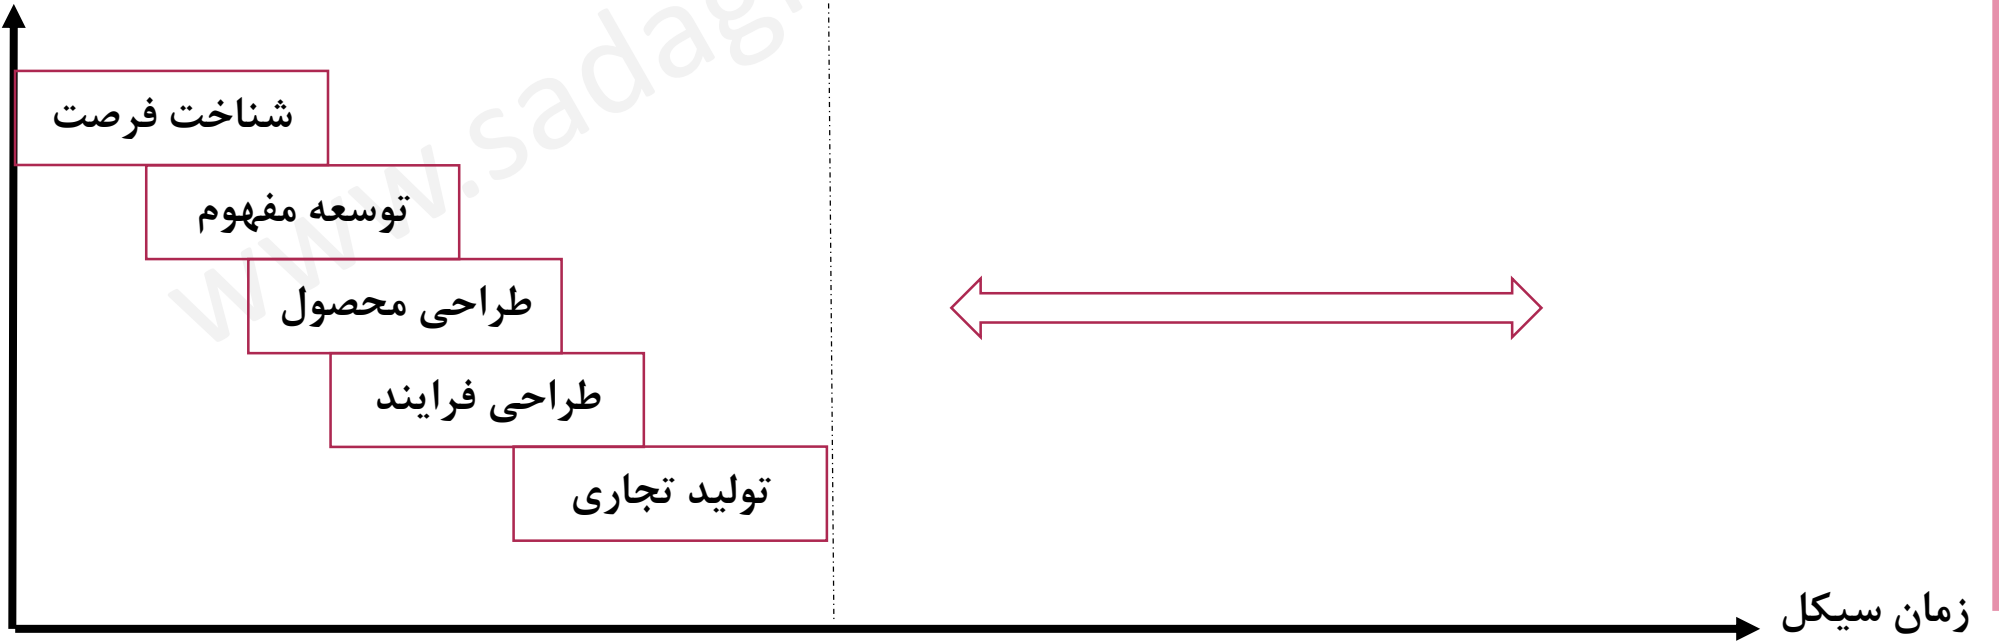 شناخت فرصت
توسعه مفهوم
طراحی محصول
طراحی فرایند
تولید تجاری
زمان سیکل